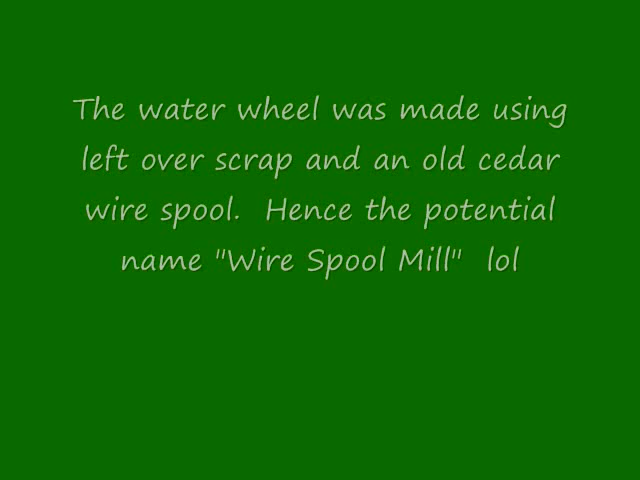 The water wheel was made using
left over scrap and an old cedar
wire spool.  Hence the potential
name "Wire Spool Mill"  lol